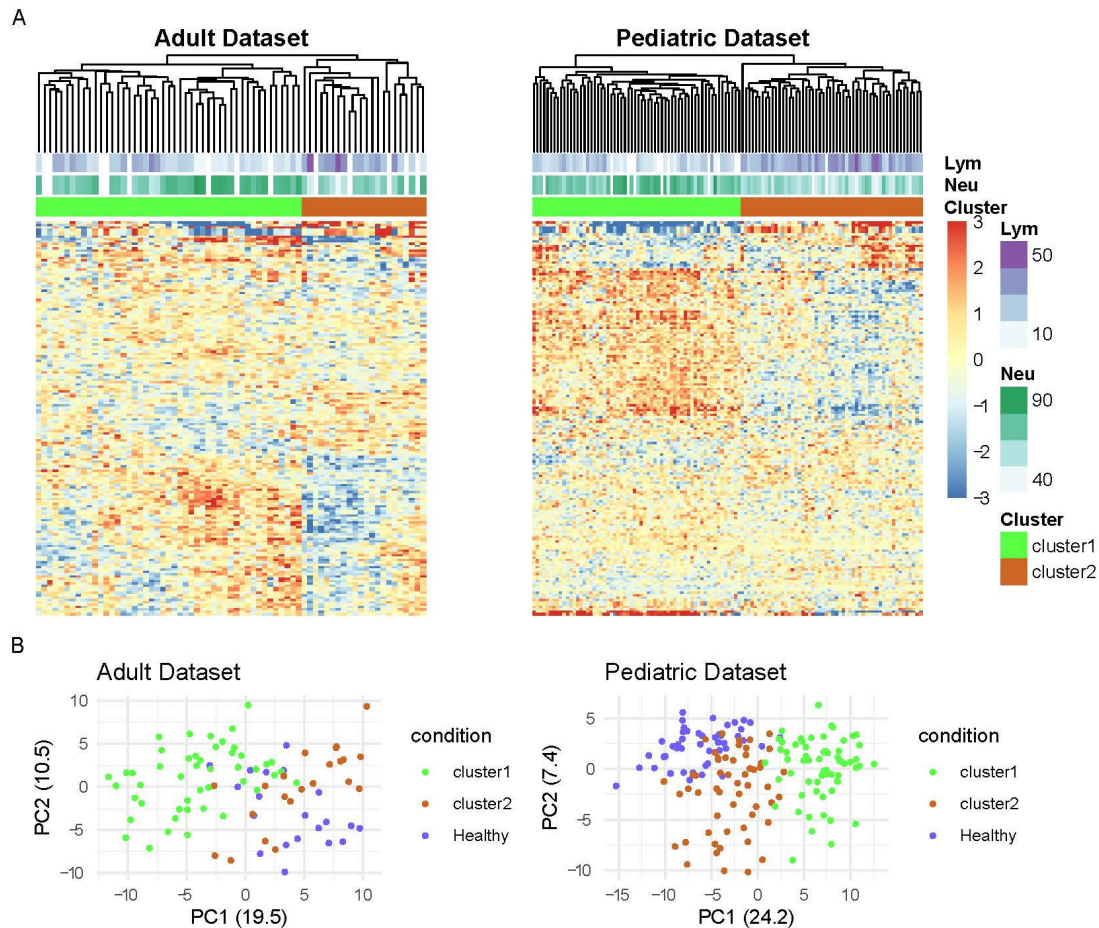 A
Adult Dataset
Pediatric Dataset
Lym
Neu
Cluster
3
2
1
0
−1
−2
−3
Lym
50
10
Neu
90
40
Cluster
cluster1
cluster2
B
Adult Dataset
PC2 (10.5)
10
5
0
−5
−10
−10
−5
0
5
10
PC1 (19.5)
condition
cluster1
cluster2
Healthy
Pediatric Dataset
PC2 (7.4)
5
0
−5
−10
−15
−10
−5
0
5
10
PC1 (24.2)
condition
cluster1
cluster2
Healthy